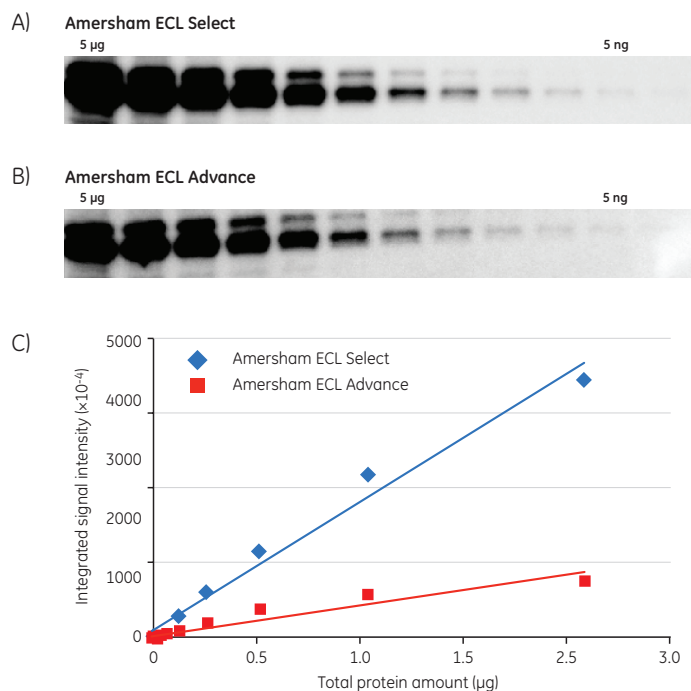 A) Amersham ECL Select
5 µg 5 ng
B) Amersham ECL Advance
5 µg 5 ng
C)
5000
4000
3000
2000
1000
0
Integrated signal intensity (×10⁻⁴)
Amersham ECL Select
Amersham ECL Advance
0 0.5 1.0 1.5 2.0 2.5 3.0
Total protein amount (µg)